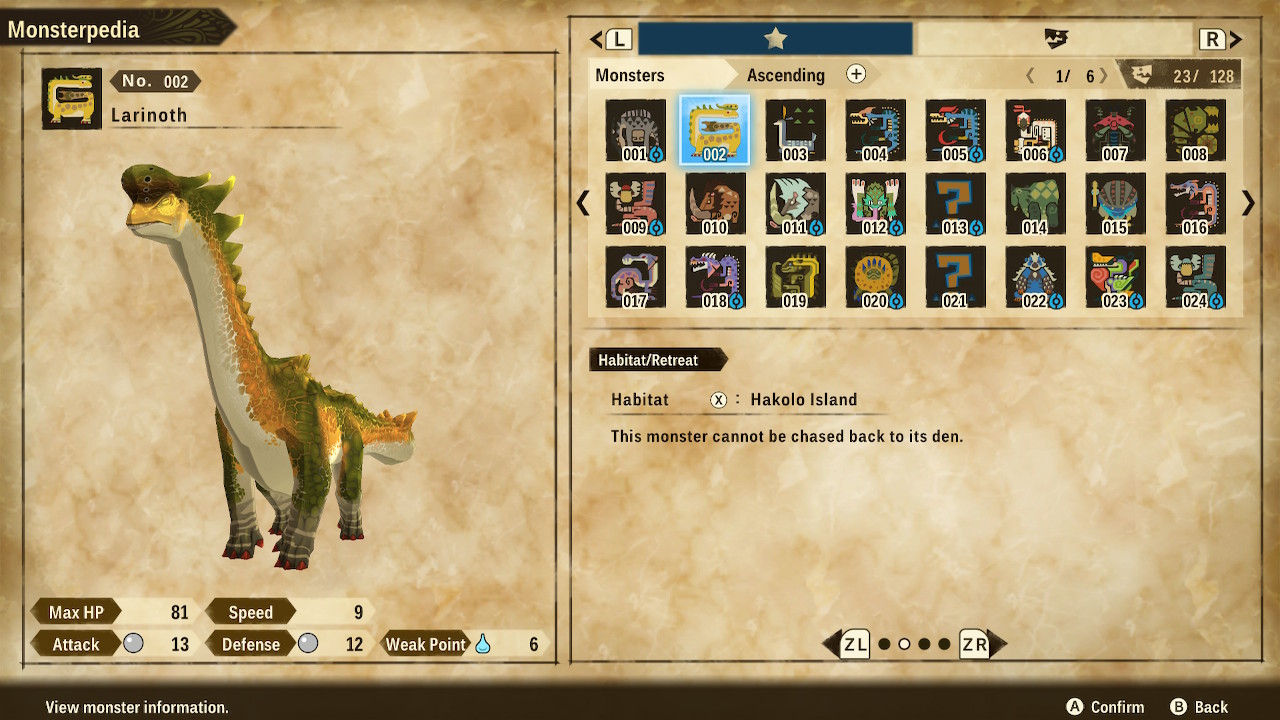 Monsterpedia
No. 002
Larinoth
Max HP 81
Speed 9
Attack 13
Defense 12
Weak Point 6
L
R
Monsters
Ascending
1/ 6
23/ 128
001 002 003 004 005 006 007 008
009 010 011 012 013 014 015 016
017 018 019 020 021 022 023 024
Habitat/Retreat
Habitat X : Hakolo Island
This monster cannot be chased back to its den.
ZL ZR
View monster information.
A Confirm B Back